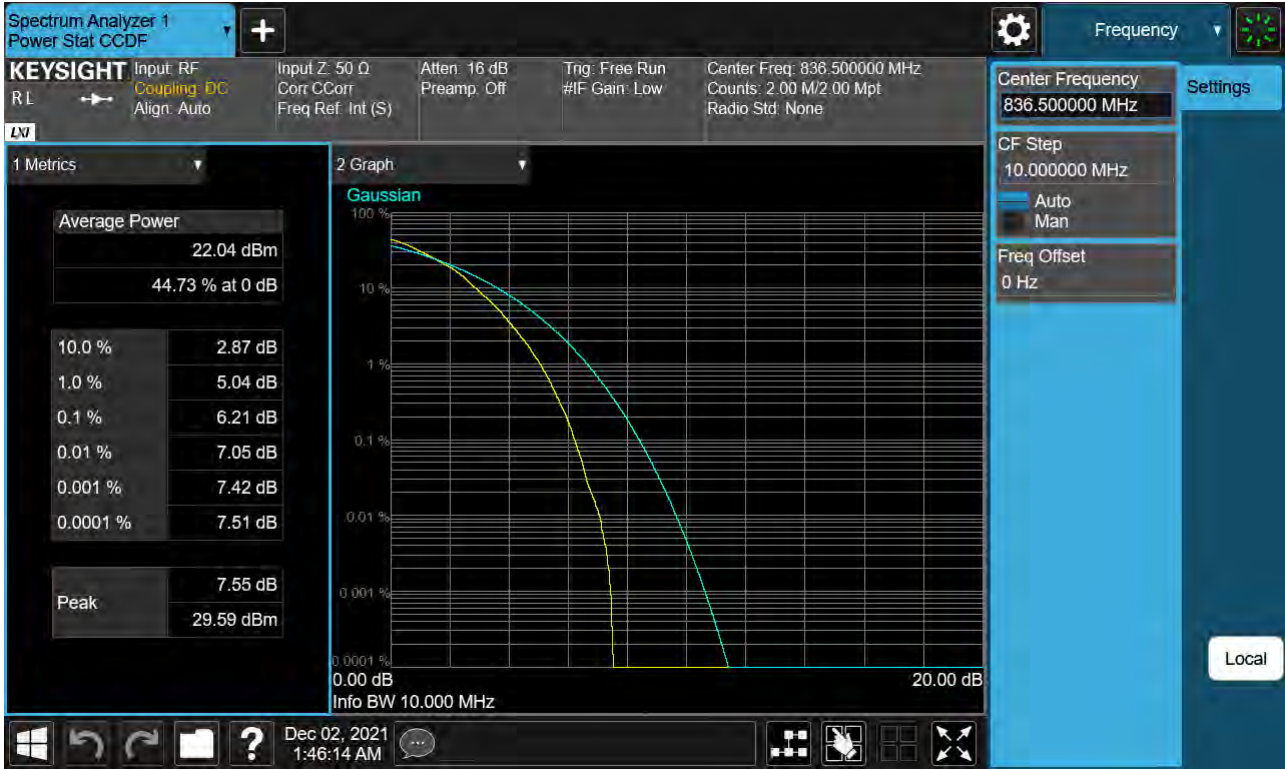 Spectrum Analyzer 1
Power Stat CCDF
Frequency
KEYSIGHT
R L
LXI
Input: RF
Coupling: DC
Align: Auto
Input Z: 50 Ω
Corr CCorr
Freq Ref: Int (S)
Atten: 16 dB
Preamp: Off
Trig: Free Run
#IF Gain: Low
Center Freq: 836.500000 MHz
Counts: 2.00 M/2.00 Mpt
Radio Std: None
Center Frequency
836.500000 MHz
Settings
CF Step
10.000000 MHz
Auto
Man
Freq Offset
0 Hz
Local
1 Metrics
Average Power
22.04 dBm
44.73 % at 0 dB
10.0 % 2.87 dB
1.0 % 5.04 dB
0.1 % 6.21 dB
0.01 % 7.05 dB
0.001 % 7.42 dB
0.0001 % 7.51 dB
Peak
7.55 dB
29.59 dBm
2 Graph
Gaussian
100 %
10 %
1 %
0.1 %
0.01 %
0.001 %
0.0001 %
0.00 dB 20.00 dB
Info BW 10.000 MHz
Dec 02, 2021
1:46:14 AM